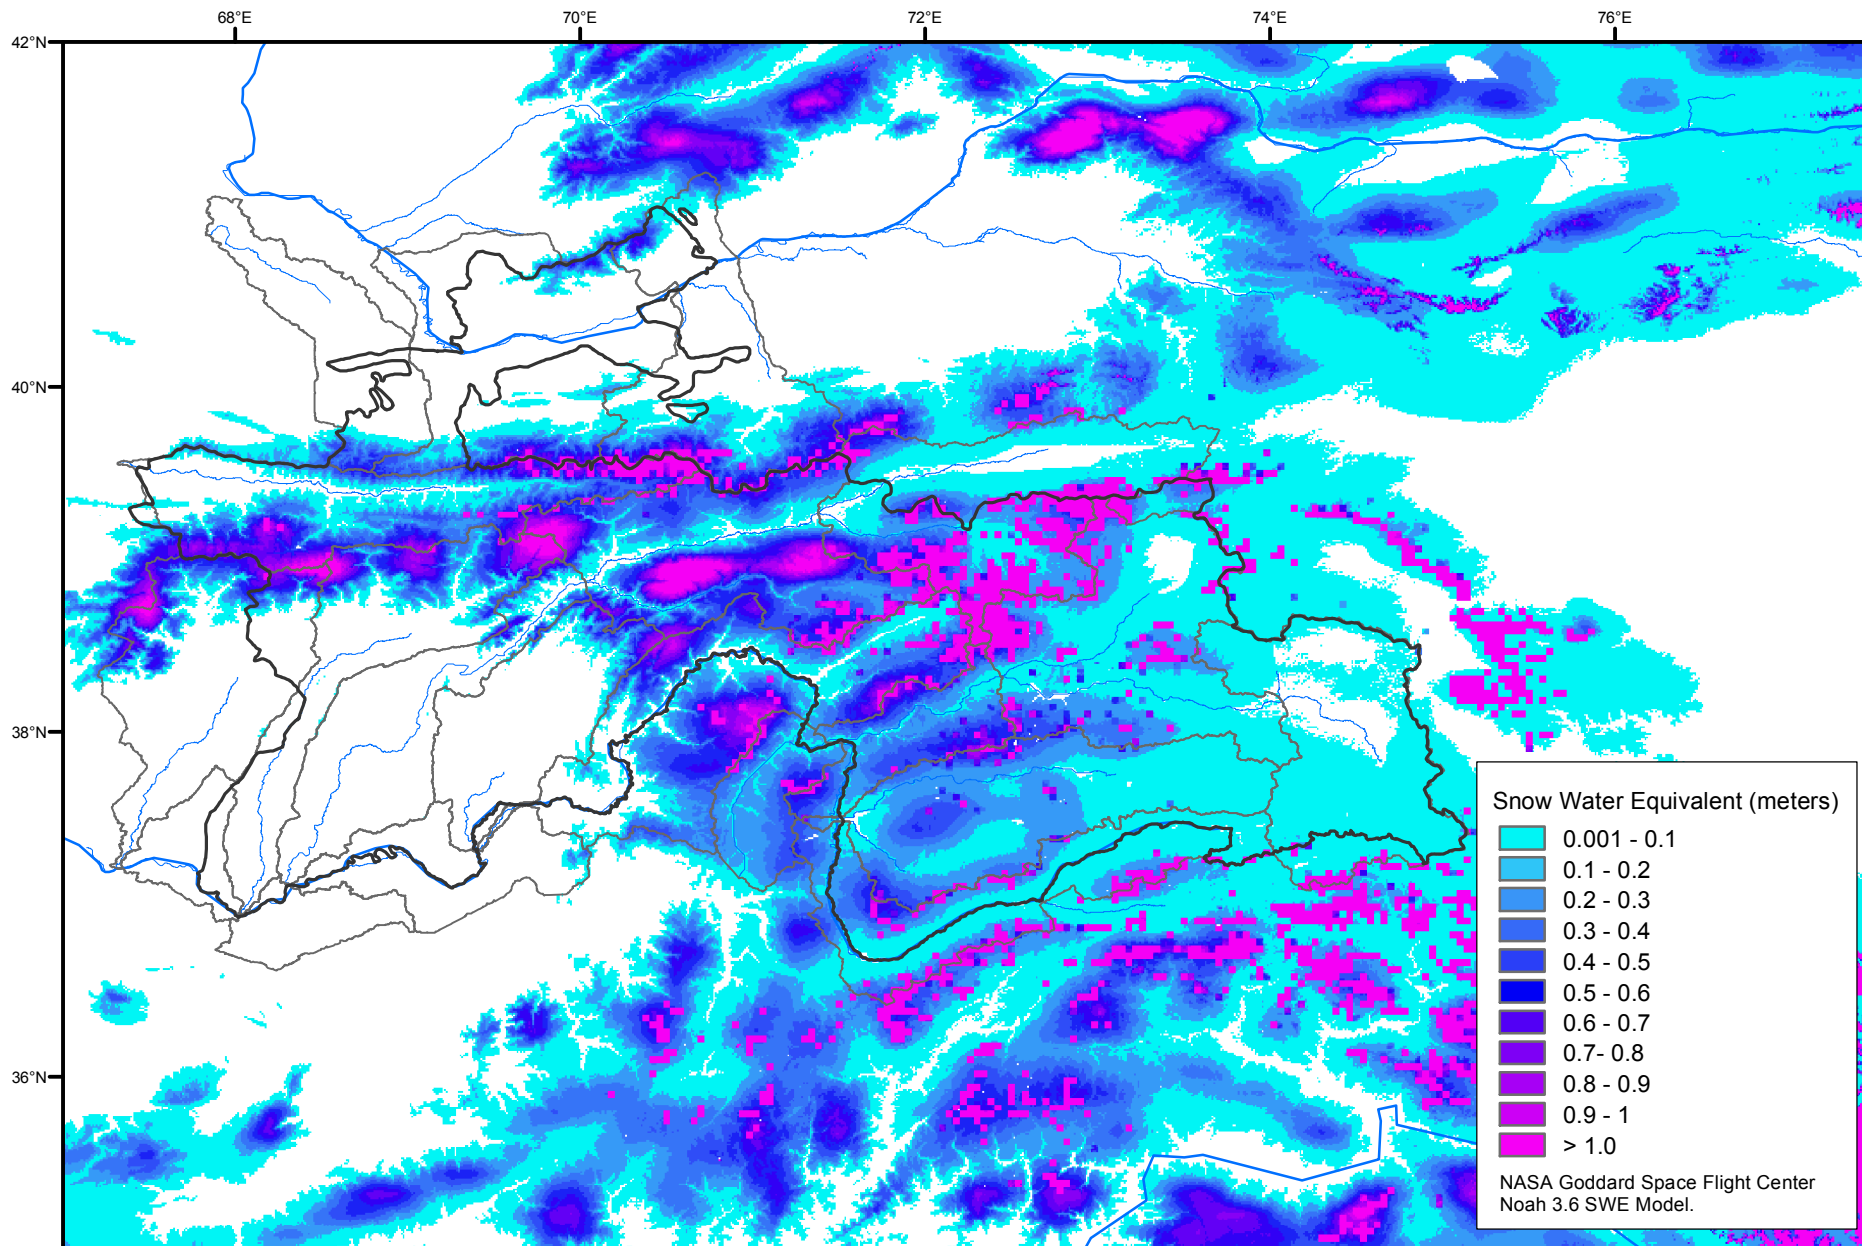 68°E
70°E
72°E
74°E
76°E
42°N
40°N
38°N
36°N
Snow Water Equivalent (meters)
0.001 - 0.1
0.1 - 0.2
0.2 - 0.3
0.3 - 0.4
0.4 - 0.5
0.5 - 0.6
0.6 - 0.7
0.7- 0.8
0.8 - 0.9
0.9 - 1
> 1.0
NASA Goddard Space Flight Center
Noah 3.6 SWE Model.